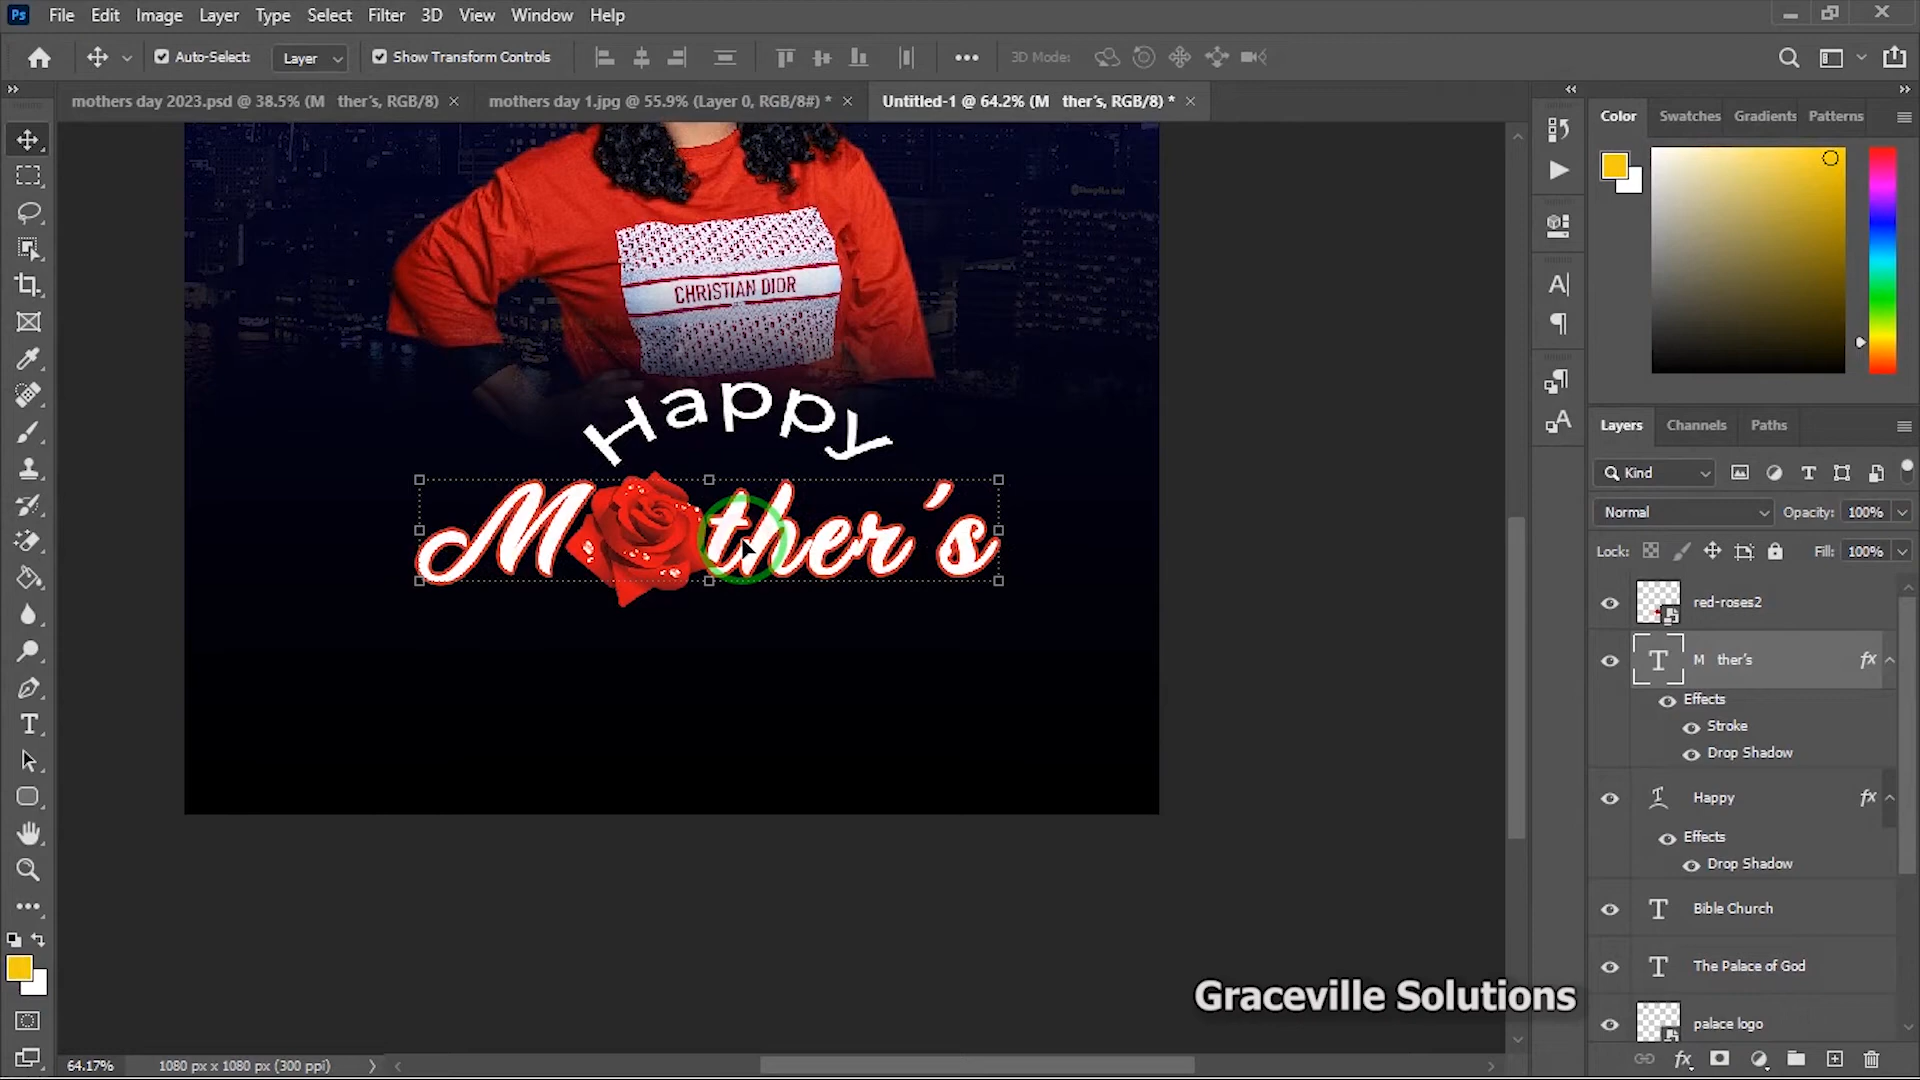 Ps File Edit Image Layer Type Select Filter 3D View Window Help
Auto-Select: Layer Show Transform Controls 3D Mode:
mothers day 2023.psd @ 38.5% (M ther's, RGB/8) mothers day 1.jpg @ 55.9% (Layer 0, RGB/8#) * Untitled-1 @ 64.2% (M ther's, RGB/8) *
Color Swatches Gradients Patterns
CHRISTIAN DIOR
Happy
M ther's
Layers Channels Paths
Kind
Normal Opacity: 100%
Lock: Fill: 100%
red-roses2
M ther's fx
Effects
Stroke
Drop Shadow
Happy fx
Effects
Drop Shadow
Bible Church
The Palace of God
palace logo
Graceville Solutions
64.17% 1080 px x 1080 px (300 ppi)